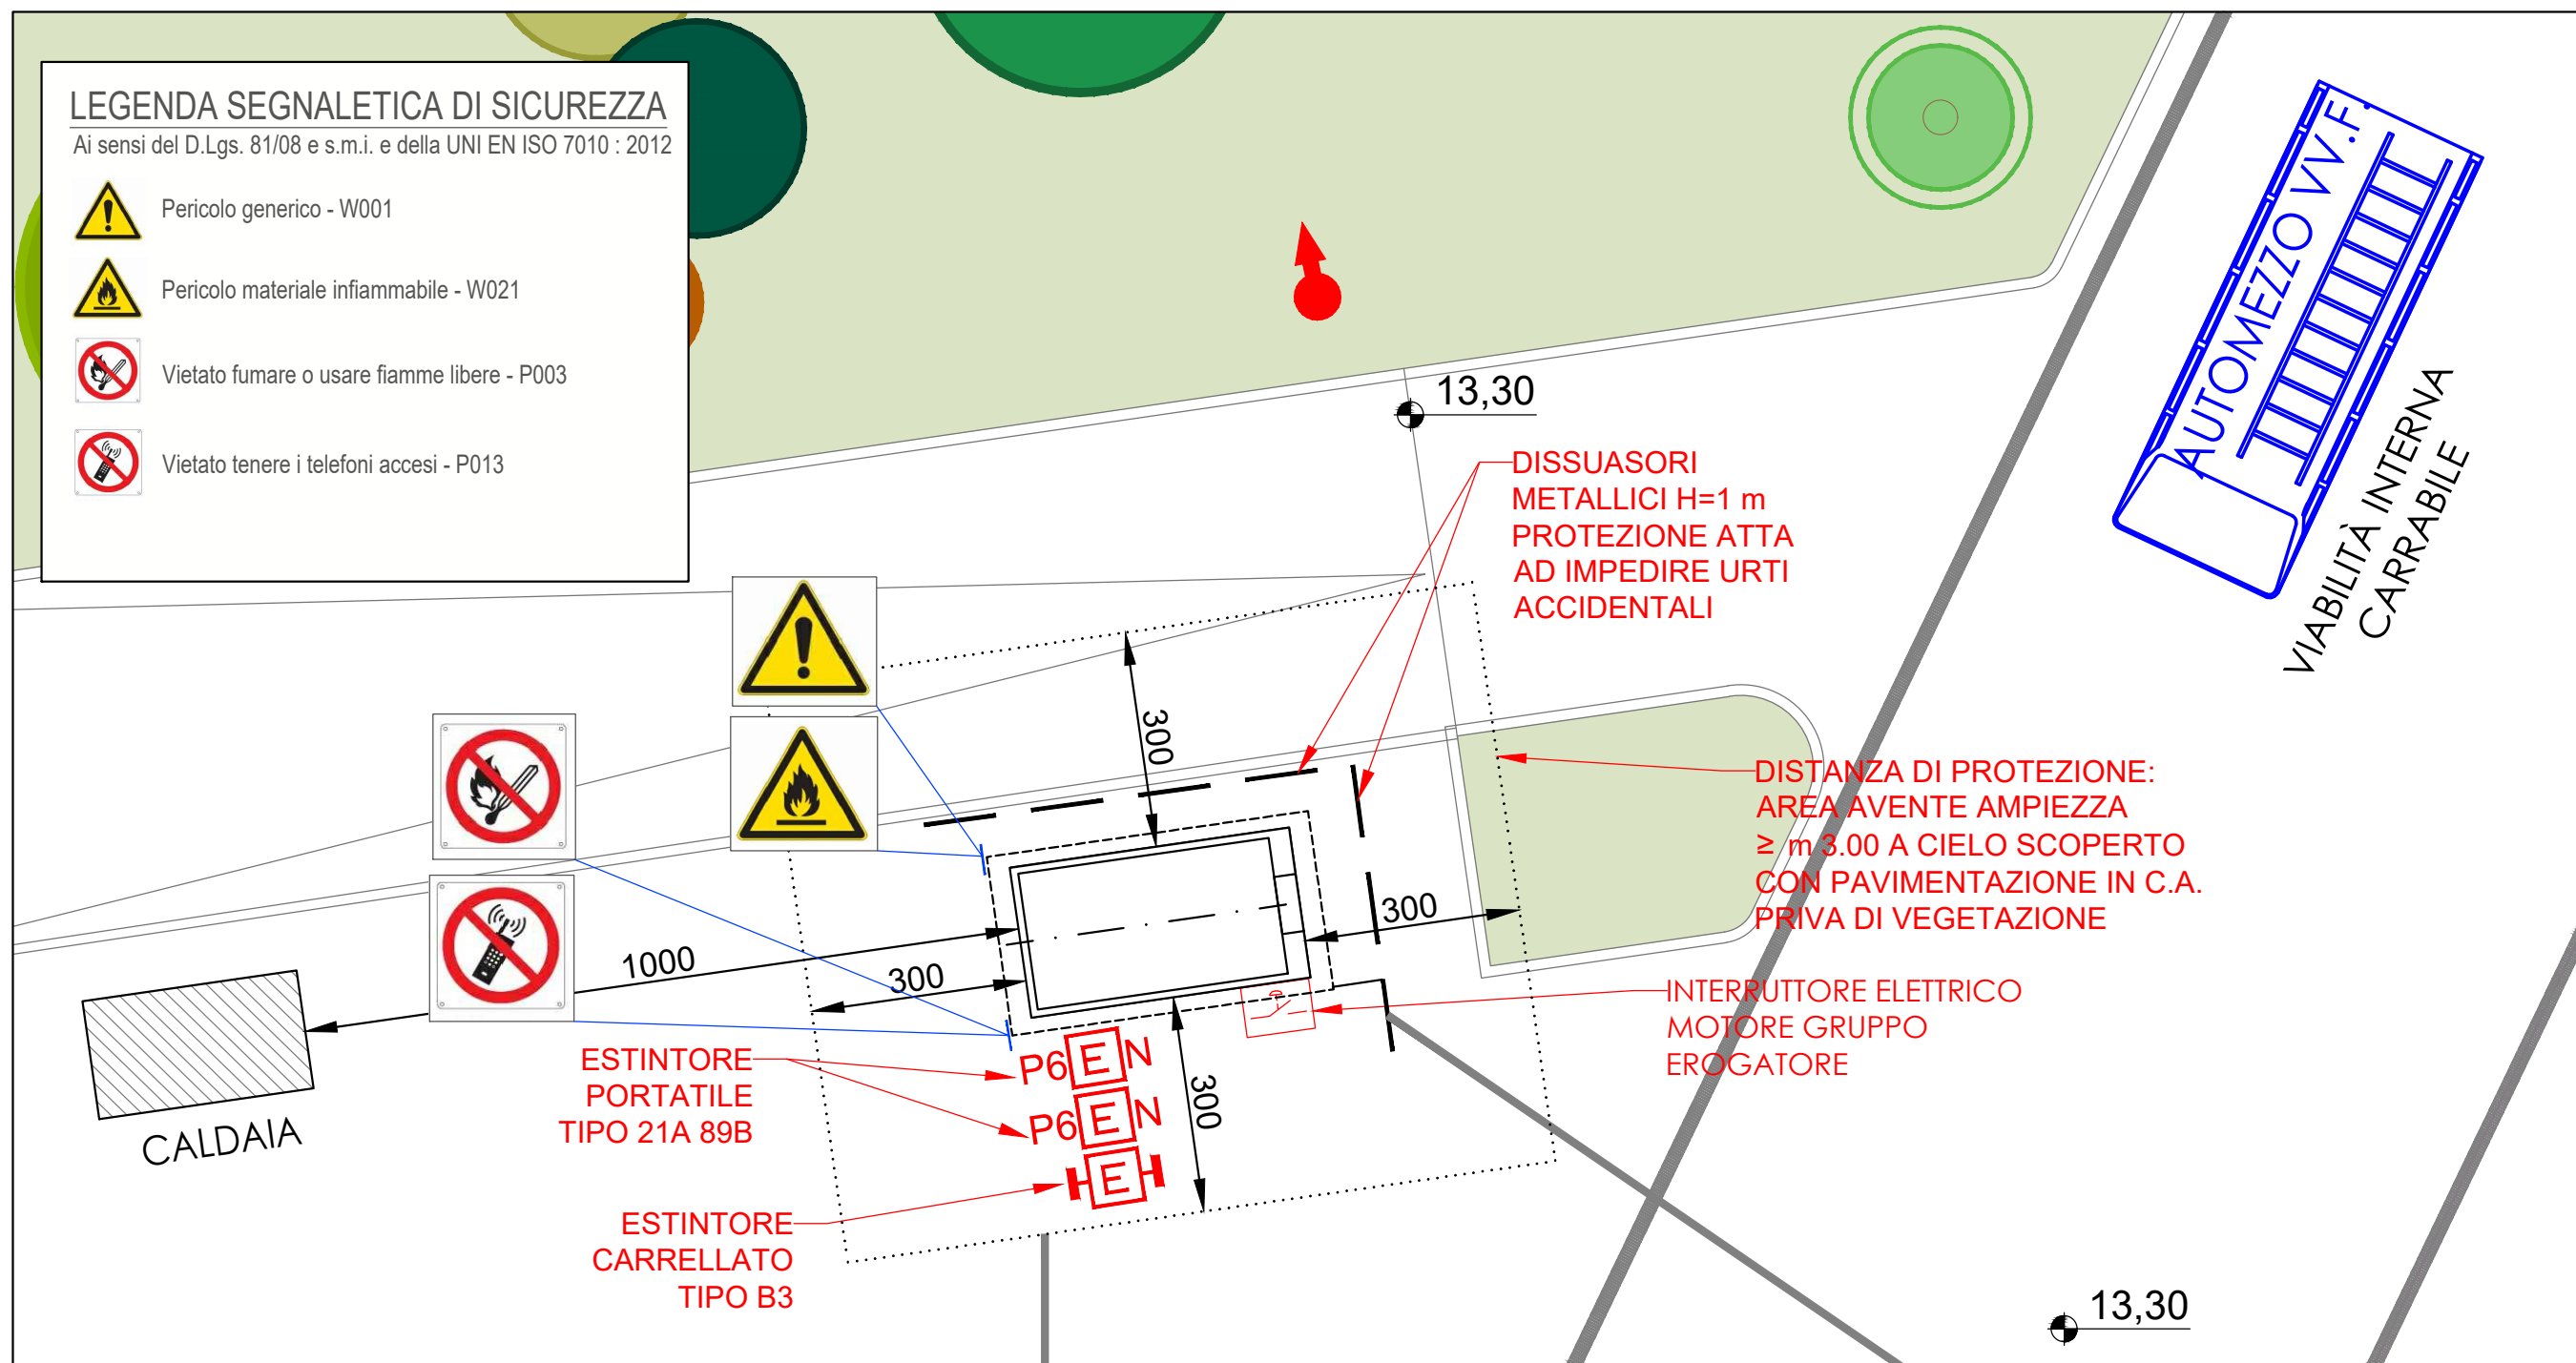 LEGENDA SEGNALETICA DI SICUREZZA
Ai sensi del D.Lgs. 81/08 e s.m.i. e della UNI EN ISO 7010 : 2012
Pericolo generico - W001
Pericolo materiale infiammabile - W021
Vietato fumare o usare fiamme libere - P003
Vietato tenere i telefoni accesi - P013
AUTOMEZZO VV.F.
VIABILITÀ INTERNA
CARRABILE
13,30
DISSUASORI
METALLICI H=1 m
PROTEZIONE ATTA
AD IMPEDIRE URTI
ACCIDENTALI
300
DISTANZA DI PROTEZIONE:
AREA AVENTE AMPIEZZA
≥ m 3.00 A CIELO SCOPERTO
CON PAVIMENTAZIONE IN C.A.
PRIVA DI VEGETAZIONE
300
1000
300
INTERRUTTORE ELETTRICO
MOTORE GRUPPO
EROGATORE
CALDAIA
ESTINTORE
PORTATILE
TIPO 21A 89B
P6 E N
P6 E N
E
300
ESTINTORE
CARRELLATO
TIPO B3
13,30